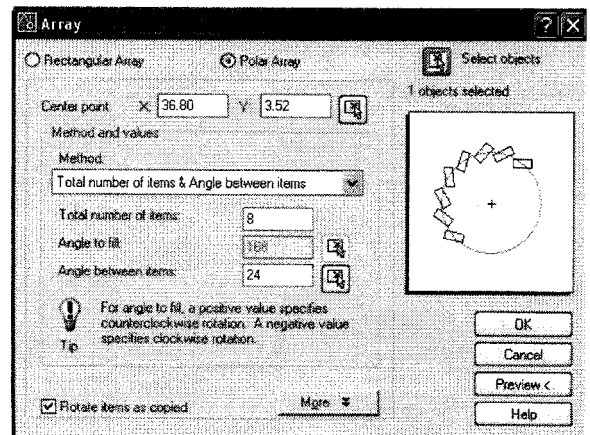 Array
Rectangular Array Polar Array Select objects
Center point: X: 36.80 Y: 3.52 1 objects selected
Method and values
Method:
Total number of items & Angle between items
Total number of items: 8
Angle to fill: 168
Angle between items: 24
For angle to fill, a positive value specifies
counterclockwise rotation. A negative value
specifies clockwise rotation.
Tip
OK
Cancel
Preview <
Rotate items as copied More
Help